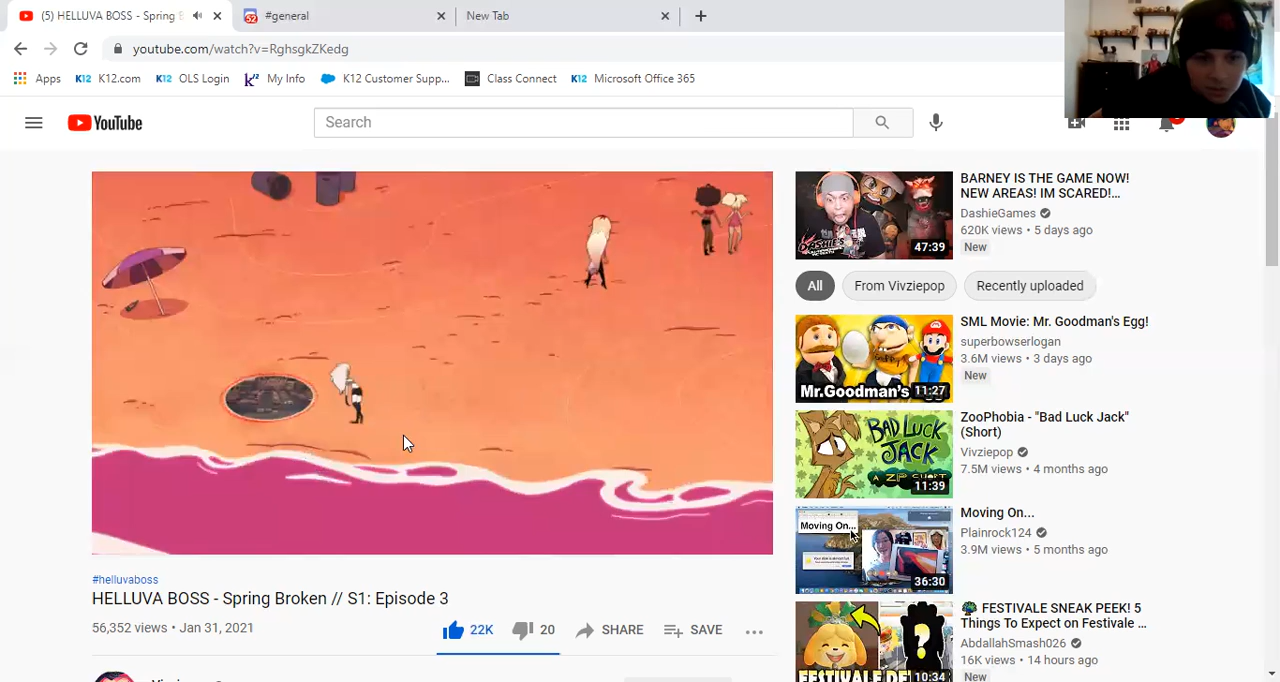 (5) HELLUVA BOSS - Spring B
#general
New Tab
youtube.com/watch?v=RghsgkZKedg
Apps
K12 K12.com
K12 OLS Login
K12 My Info
K12 Customer Supp...
Class Connect
K12 Microsoft Office 365
YouTube
Search
BARNEY IS THE GAME NOW!
NEW AREAS! IM SCARED!...
DashieGames
620K views • 5 days ago
New
47:39
All
From Vivziepop
Recently uploaded
SML Movie: Mr. Goodman's Egg!
superbowserlogan
3.6M views • 3 days ago
New
Mr.Goodman's
11:27
ZooPhobia - "Bad Luck Jack"
(Short)
Vivziepop
7.5M views • 4 months ago
BAD LUCK
JACK
11:39
Moving On...
Plainrock124
3.9M views • 5 months ago
Moving On...
36:30
FESTIVALE SNEAK PEEK! 5
Things To Expect on Festivale ...
AbdallahSmash026
16K views • 14 hours ago
New
?
10:34
#helluvaboss
HELLUVA BOSS - Spring Broken // S1: Episode 3
56,352 views • Jan 31, 2021
22K
20
SHARE
SAVE